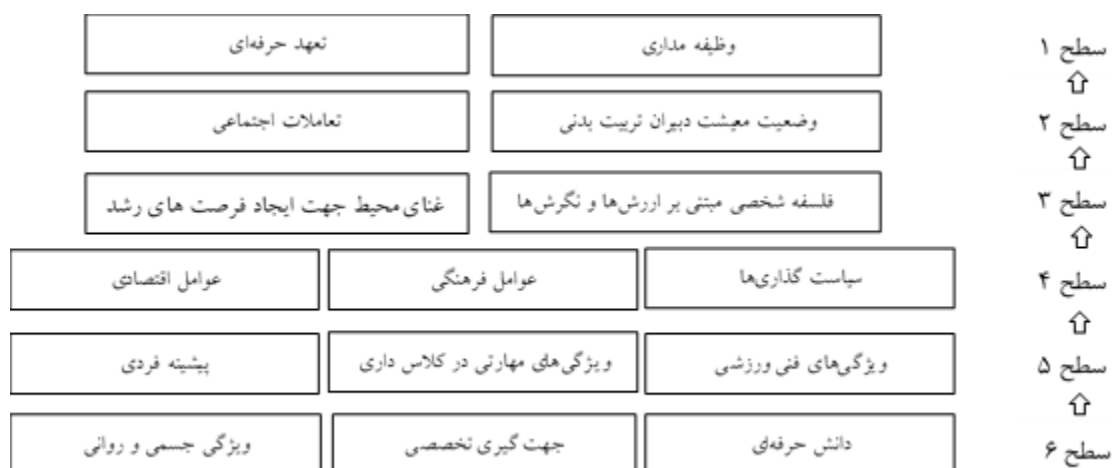 سطح ۱ وظیفه مداری تعهد حرفه‌ای
سطح ۲ وضعیت معیشت دبیران تربیت بدنی تعاملات اجتماعی
سطح ۳ فلسفه شخصی مبتنی بر ارزش‌ها و نگرش‌ها غنای محیط جهت ایجاد فرصت های رشد
سطح ۴ سیاست گذاری‌ها عوامل فرهنگی عوامل اقتصادی
سطح ۵ ویژگی‌های فنی ورزشی ویژگی‌های مهارتی در کلاس داری پیشینه فردی
سطح ۶ دانش حرفه‌ای جهت گیری تخصصی ویژگی جسمی و روانی